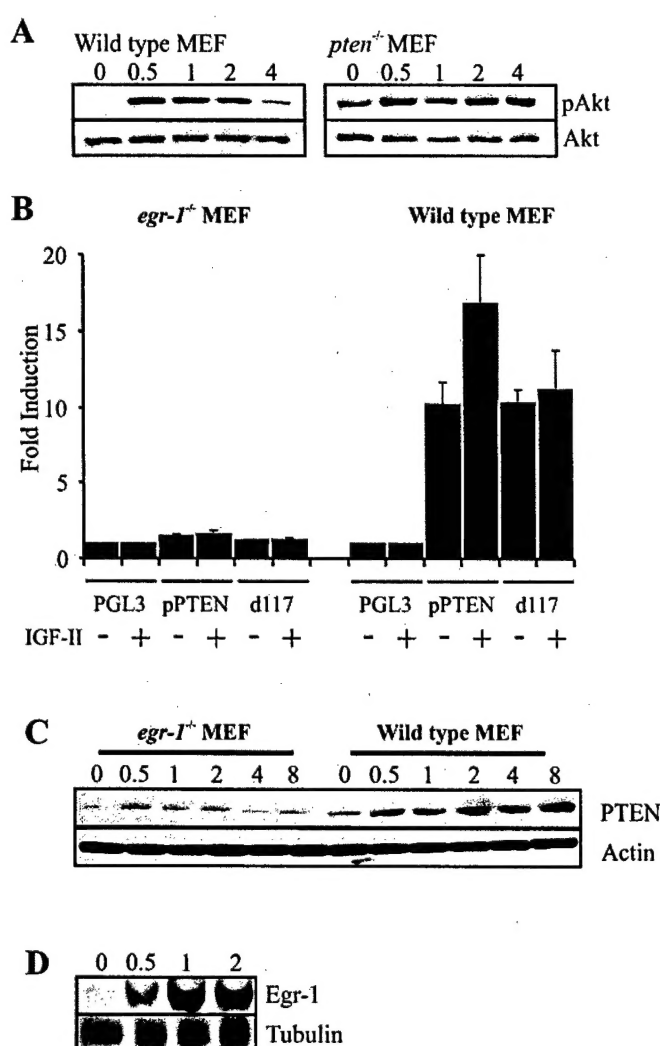 A
Wild type MEF
pten-/- MEF
0 0.5 1 2 4
0 0.5 1 2 4
pAkt
Akt
B
egr-1-/- MEF
Wild type MEF
20
15
10
5
0
Fold Induction
PGL3 pPTEN d117
PGL3 pPTEN d117
IGF-II - + - + - + - + - + - +
C
egr-1-/- MEF
Wild type MEF
0 0.5 1 2 4 8
0 0.5 1 2 4 8
PTEN
Actin
D
0 0.5 1 2
Egr-1
Tubulin